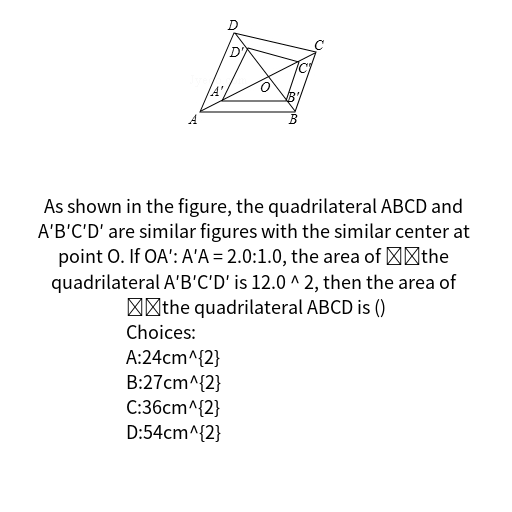 D
C
D'
C'
O
A'
B'
A
B
As shown in the figure, the quadrilateral ABCD and
A'B'C'D' are similar figures with the similar center at
point O. If OA': A'A = 2.0:1.0, the area of the
quadrilateral A'B'C'D' is 12.0 ^ 2, then the area of
the quadrilateral ABCD is ()
Choices:
A:24cm^{2}
B:27cm^{2}
C:36cm^{2}
D:54cm^{2}